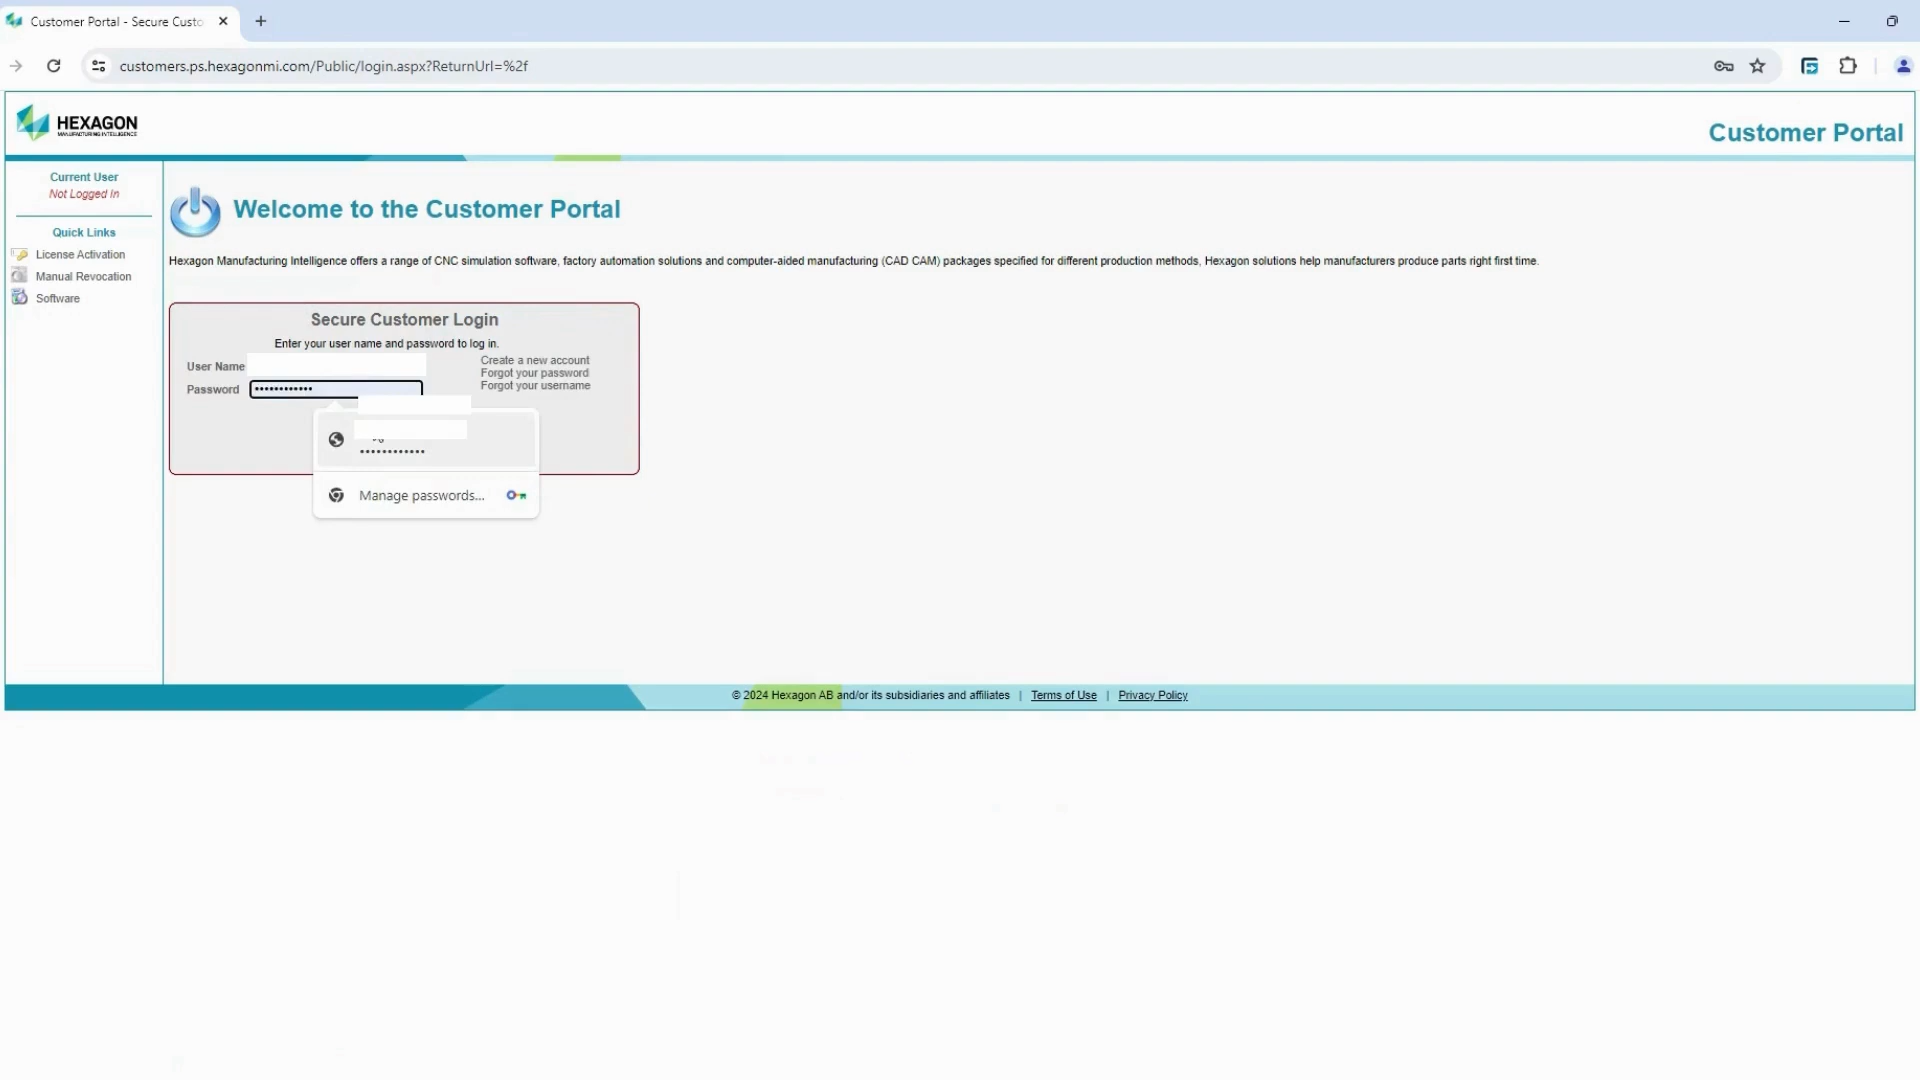 Customer Portal - Secure Custo
customers.ps.hexagonmi.com/Public/login.aspx?ReturnUrl=%2f
HEXAGON
MANUFACTURING INTELLIGENCE
Customer Portal
Current User
Not Logged In
Quick Links
License Activation
Manual Revocation
Software
Welcome to the Customer Portal
Hexagon Manufacturing Intelligence offers a range of CNC simulation software, factory automation solutions and computer-aided manufacturing (CAD CAM) packages specified for different production methods, Hexagon solutions help manufacturers produce parts right first time.
Secure Customer Login
Enter your user name and password to log in.
User Name
Password ••••••••••••
Create a new account
Forgot your password
Forgot your username
••••••••••••
Manage passwords...
© 2024 Hexagon AB and/or its subsidiaries and affiliates | Terms of Use | Privacy Policy